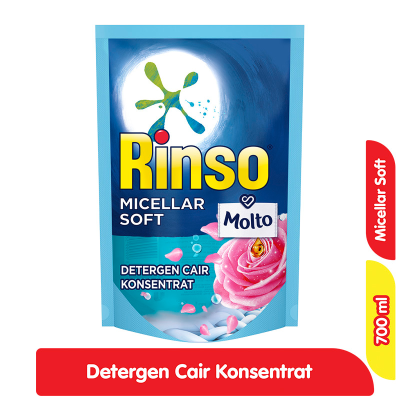 Rinso
MICELLAR
SOFT
Molto
DETERGEN CAIR
KONSENTRAT
Micellar Soft
700 ml
Detergen Cair Konsentrat